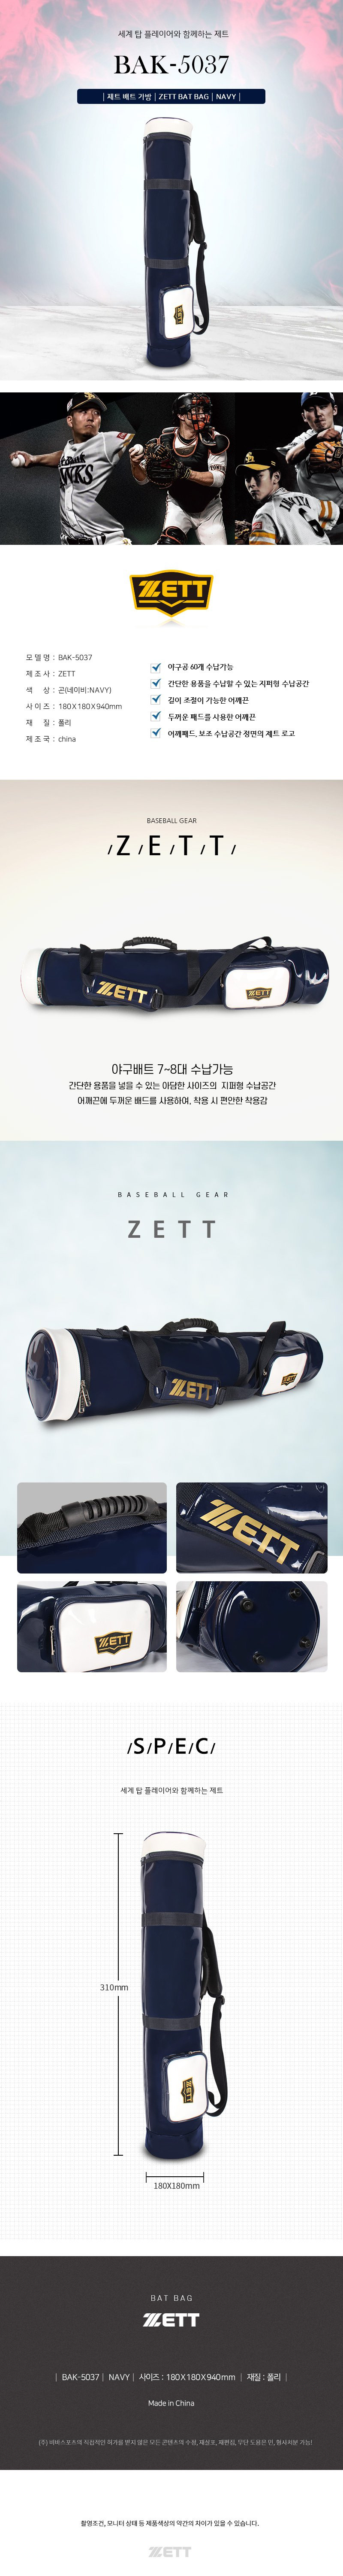 세계 탑 플레이어와 함께하는 제트
BAK-5037
| 제트 배트 가방 | ZETT BAT BAG | NAVY |
ZETT
ZETT
모 델 명 : BAK-5037
제 조 사 : ZETT
색 상 : 곤(네이비:NAVY)
사 이 즈 : 180X180X940mm
재 질 : 폴리
제 조 국 : china
야구공 60개 수납가능
간단한 용품을 수납할 수 있는 지퍼형 수납공간
길이 조절이 가능한 어깨끈
두꺼운 패드를 사용한 어깨끈
어깨패드, 보조 수납공간 정면의 제트 로고
BASEBALL GEAR
/Z/E/T/T/
ZETT
ZETT
야구배트 7~8대 수납가능
간단한 용품을 넣을 수 있는 아담한 사이즈의 지퍼형 수납공간
어깨끈에 두꺼운 배드를 사용하여, 착용 시 편안한 착용감
BASEBALL GEAR
ZETT
ZETT
ZETT
ZETT
ZETT
/S/P/E/C/
세계 탑 플레이어와 함께하는 제트
310mm
ZETT
180X180mm
BAT BAG
ZETT
| BAK-5037 | NAVY | 사이즈 : 180X180X940mm | 재질 : 폴리 |
Made in China
(주) 바바스포츠의 직접적인 허가를 받지 않은 모든 콘텐츠의 수정, 재배포, 재편집, 무단 도용은 민, 형사처분 가능!
촬영조건, 모니터 상태 등 제품색상의 약간의 차이가 있을 수 있습니다.
ZETT